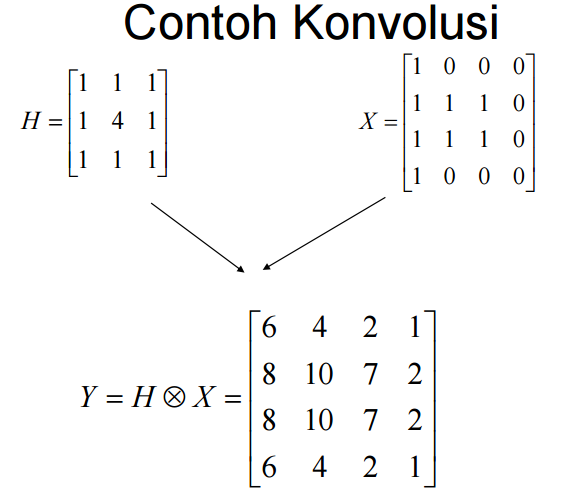 Contoh Konvolusi
H = [1 1 1
1 4 1
1 1 1]
X = [1 0 0 0
1 1 1 0
1 1 1 0
1 0 0 0]
Y = H ⊗ X = [6 4 2 1
8 10 7 2
8 10 7 2
6 4 2 1]